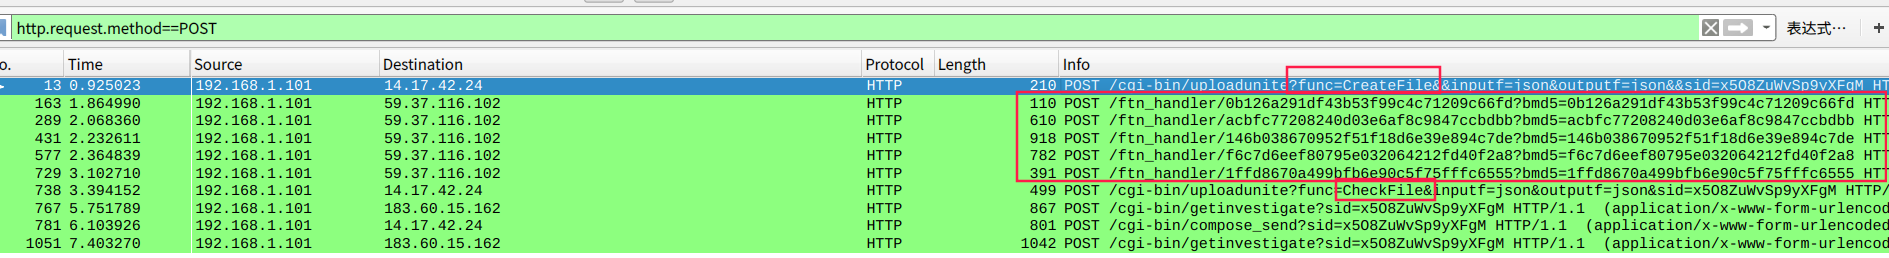 http.request.method==POST 表达式… +
o. Time Source Destination Protocol Length Info
13 0.925023 192.168.1.101 14.17.42.24 HTTP 210 POST /cgi-bin/uploadunite?func=CreateFile&&inputf=json&outputf=json&&sid=x5O8ZuWvSp9yXFgM HT
163 1.864990 192.168.1.101 59.37.116.102 HTTP 110 POST /ftn_handler/0b126a291df43b53f99c4c71209c66fd?bmd5=0b126a291df43b53f99c4c71209c66fd HTT
289 2.068360 192.168.1.101 59.37.116.102 HTTP 610 POST /ftn_handler/acbfc77208240d03e6af8c9847ccbdbb?bmd5=acbfc77208240d03e6af8c9847ccbdbb HTT
431 2.232611 192.168.1.101 59.37.116.102 HTTP 918 POST /ftn_handler/146b038670952f51f18d6e39e894c7de?bmd5=146b038670952f51f18d6e39e894c7de HTT
577 2.364839 192.168.1.101 59.37.116.102 HTTP 782 POST /ftn_handler/f6c7d6eef80795e032064212fd40f2a8?bmd5=f6c7d6eef80795e032064212fd40f2a8 HTT
729 3.102710 192.168.1.101 59.37.116.102 HTTP 391 POST /ftn_handler/1ffd8670a499bfb6e90c5f75fffc6555?bmd5=1ffd8670a499bfb6e90c5f75fffc6555 HTT
738 3.394152 192.168.1.101 14.17.42.24 HTTP 499 POST /cgi-bin/uploadunite?func=CheckFile&inputf=json&outputf=json&sid=x5O8ZuWvSp9yXFgM HTTP/
767 5.751789 192.168.1.101 183.60.15.162 HTTP 867 POST /cgi-bin/getinvestigate?sid=x5O8ZuWvSp9yXFgM HTTP/1.1 (application/x-www-form-urlencod
781 6.103926 192.168.1.101 14.17.42.24 HTTP 801 POST /cgi-bin/compose_send?sid=x5O8ZuWvSp9yXFgM HTTP/1.1 (application/x-www-form-urlencoded
1051 7.403270 192.168.1.101 183.60.15.162 HTTP 1042 POST /cgi-bin/getinvestigate?sid=x5O8ZuWvSp9yXFgM HTTP/1.1 (application/x-www-form-urlencod